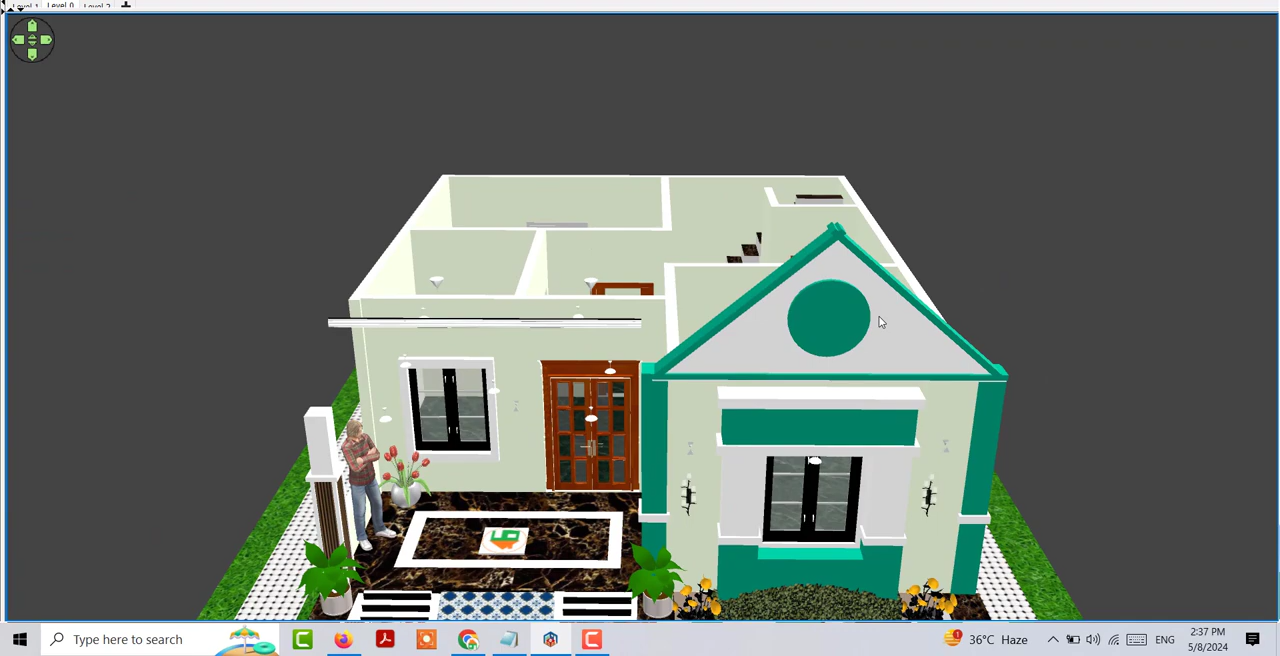 Level 1 Level 0 Level 2
Type here to search
36°C Haze
ENG
2:37 PM
5/8/2024